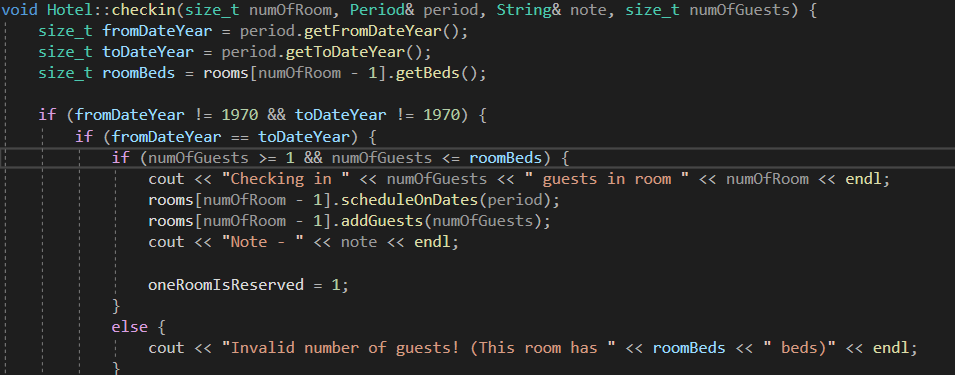 void Hotel::checkin(size_t numOfRoom, Period& period, String& note, size_t numOfGuests) {
    size_t fromDateYear = period.getFromDateYear();
    size_t toDateYear = period.getToDateYear();
    size_t roomBeds = rooms[numOfRoom - 1].getBeds();

    if (fromDateYear != 1970 && toDateYear != 1970) {
        if (fromDateYear == toDateYear) {
            if (numOfGuests >= 1 && numOfGuests <= roomBeds) {
                cout << "Checking in " << numOfGuests << " guests in room " << numOfRoom << endl;
                rooms[numOfRoom - 1].scheduleOnDates(period);
                rooms[numOfRoom - 1].addGuests(numOfGuests);
                cout << "Note - " << note << endl;

                oneRoomIsReserved = 1;
            }
            else {
                cout << "Invalid number of guests! (This room has " << roomBeds << " beds)" << endl;
            }